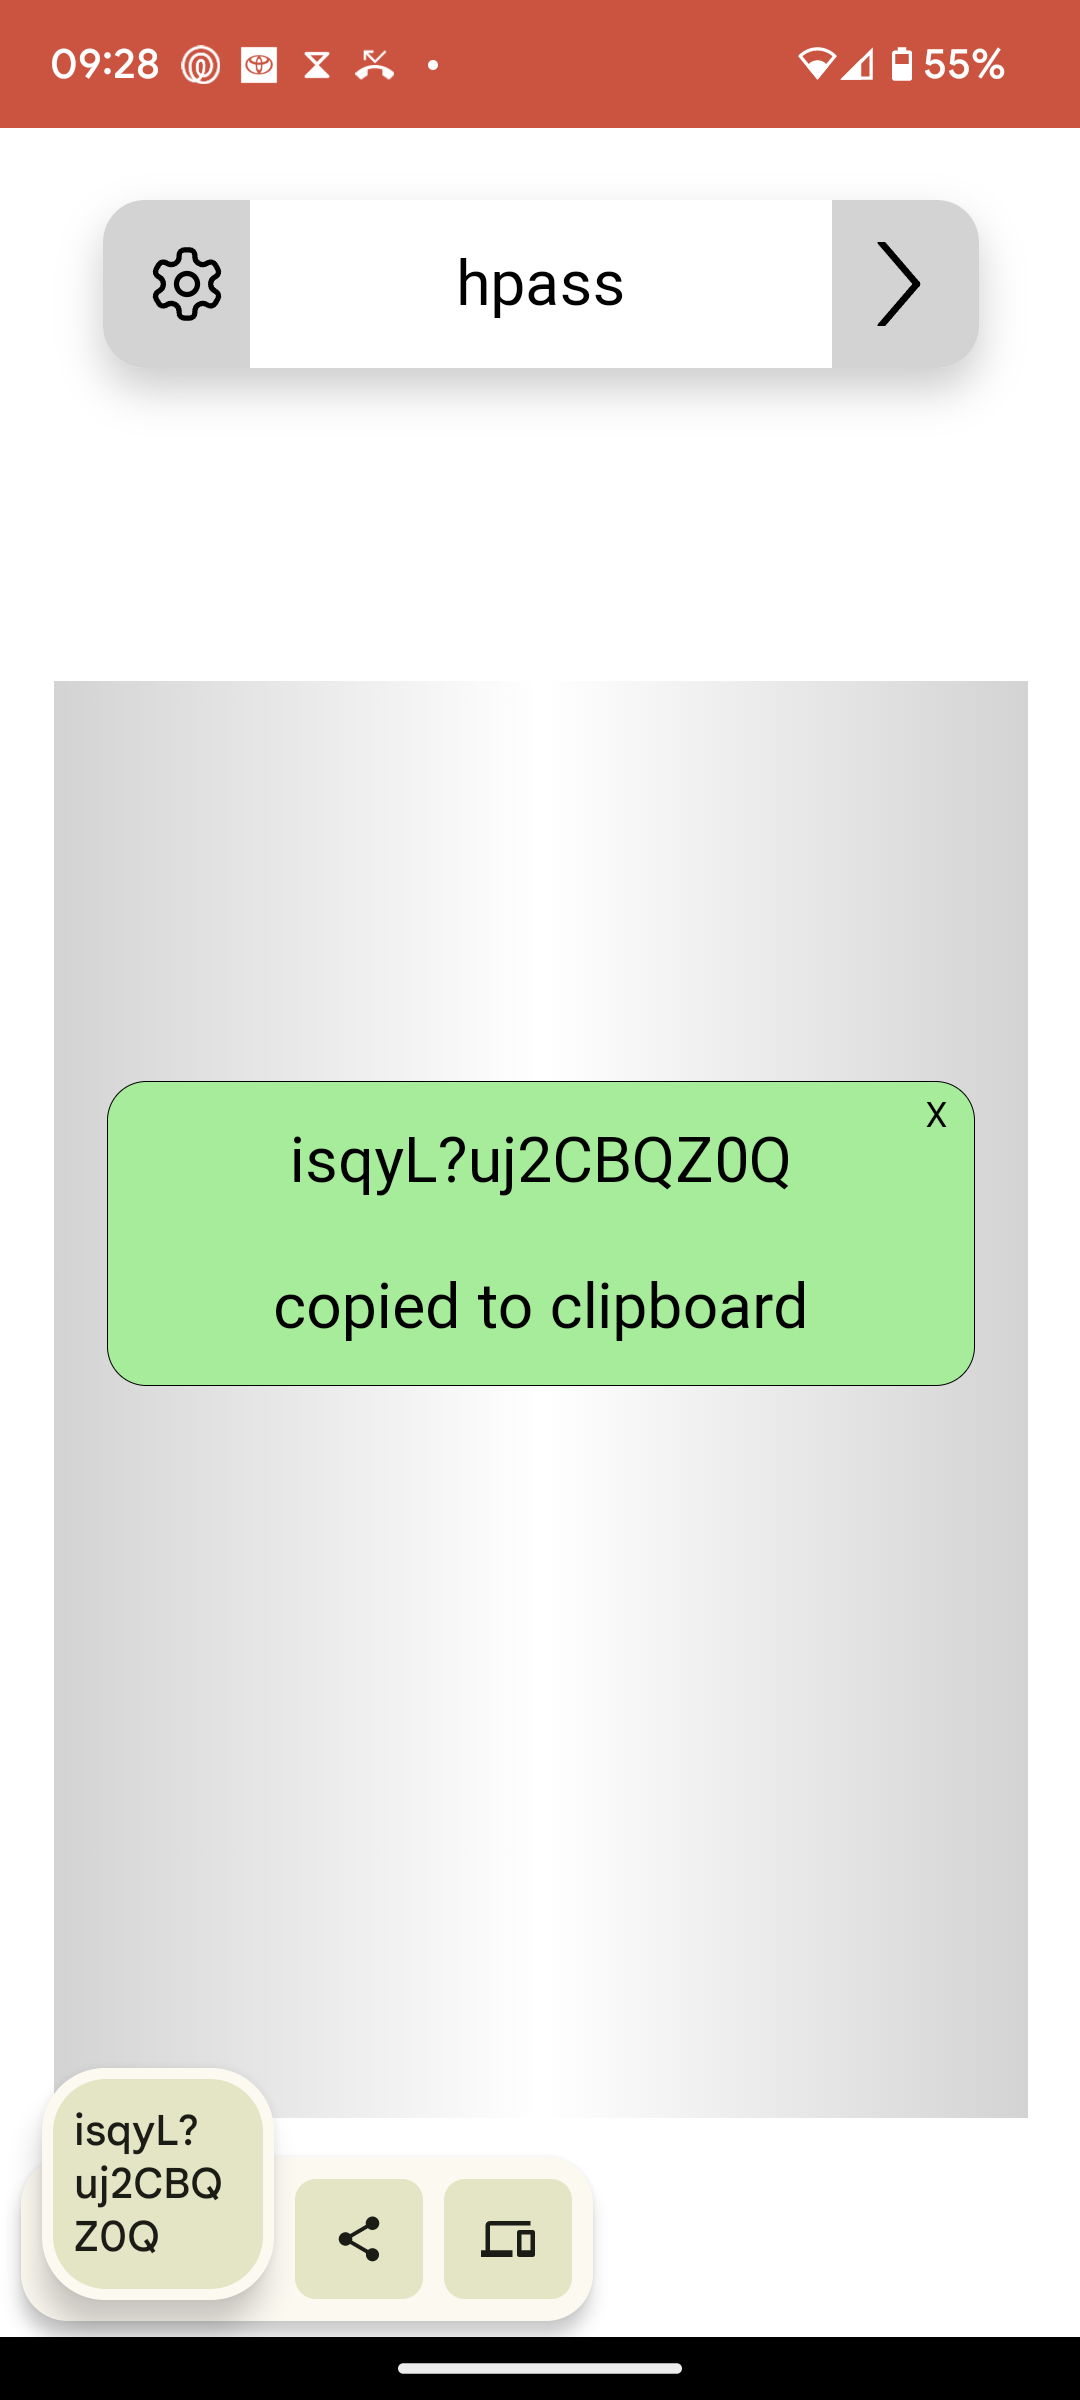 09:28
55%
hpass
X
isqyL?uj2CBQZ0Q
copied to clipboard
isqyL?
uj2CBQ
Z0Q